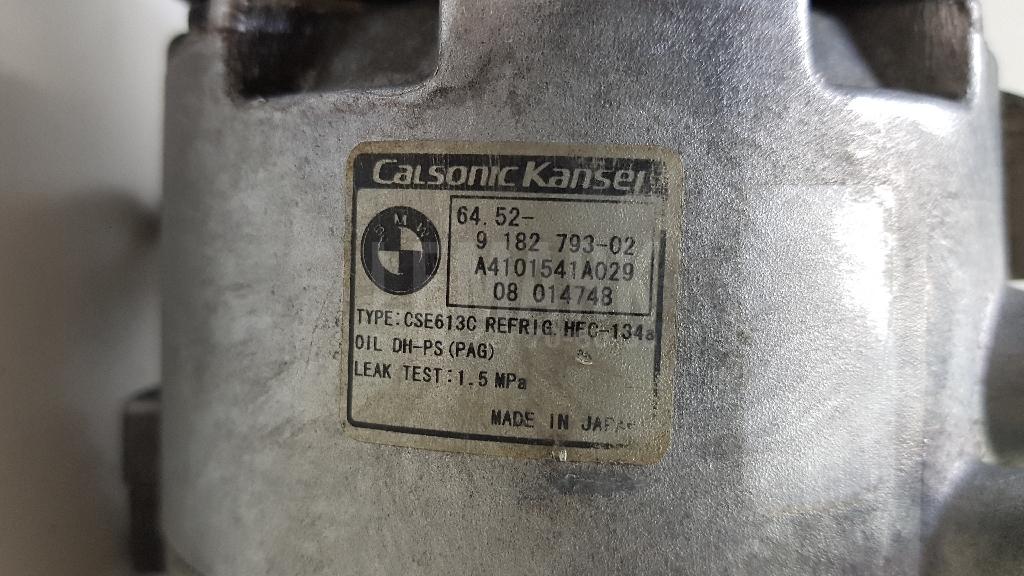 Calsonic Kansei
BMW
64.52-
9 182 793-02
A4101541A029
08 014748
TYPE:CSE613C REFRIG HFC-134a
OIL DH-PS(PAG)
LEAK TEST:1.5 MPa
MADE IN JAPAN